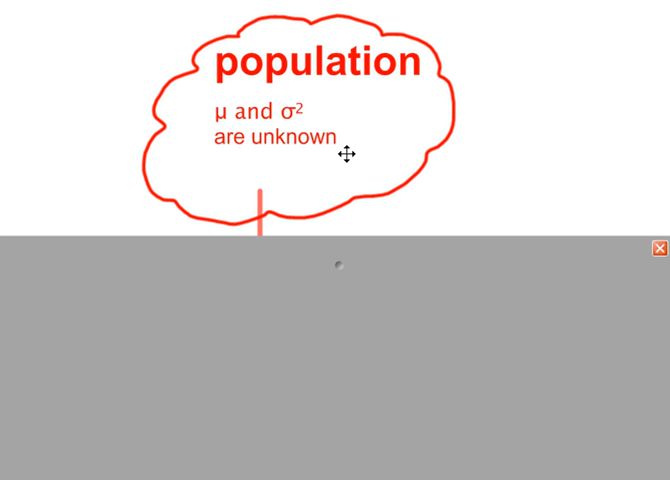 population
μ and σ²
are unknown